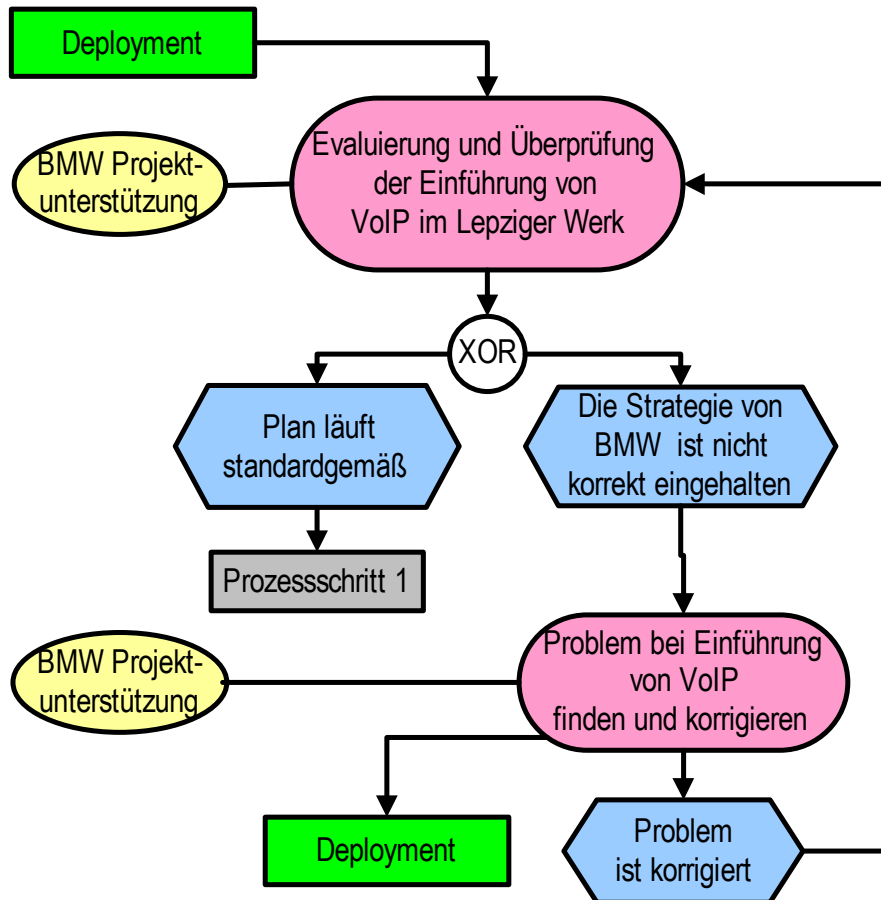 Deployment
Evaluierung und Überprüfung
der Einführung von
VoIP im Lepziger Werk
BMW Projekt-
unterstützung
XOR
Plan läuft
standardgemäß
Die Strategie von
BMW ist nicht
korrekt eingehalten
Prozessschritt 1
BMW Projekt-
unterstützung
Problem bei Einführung
von VoIP
finden und korrigieren
Deployment
Problem
ist korrigiert